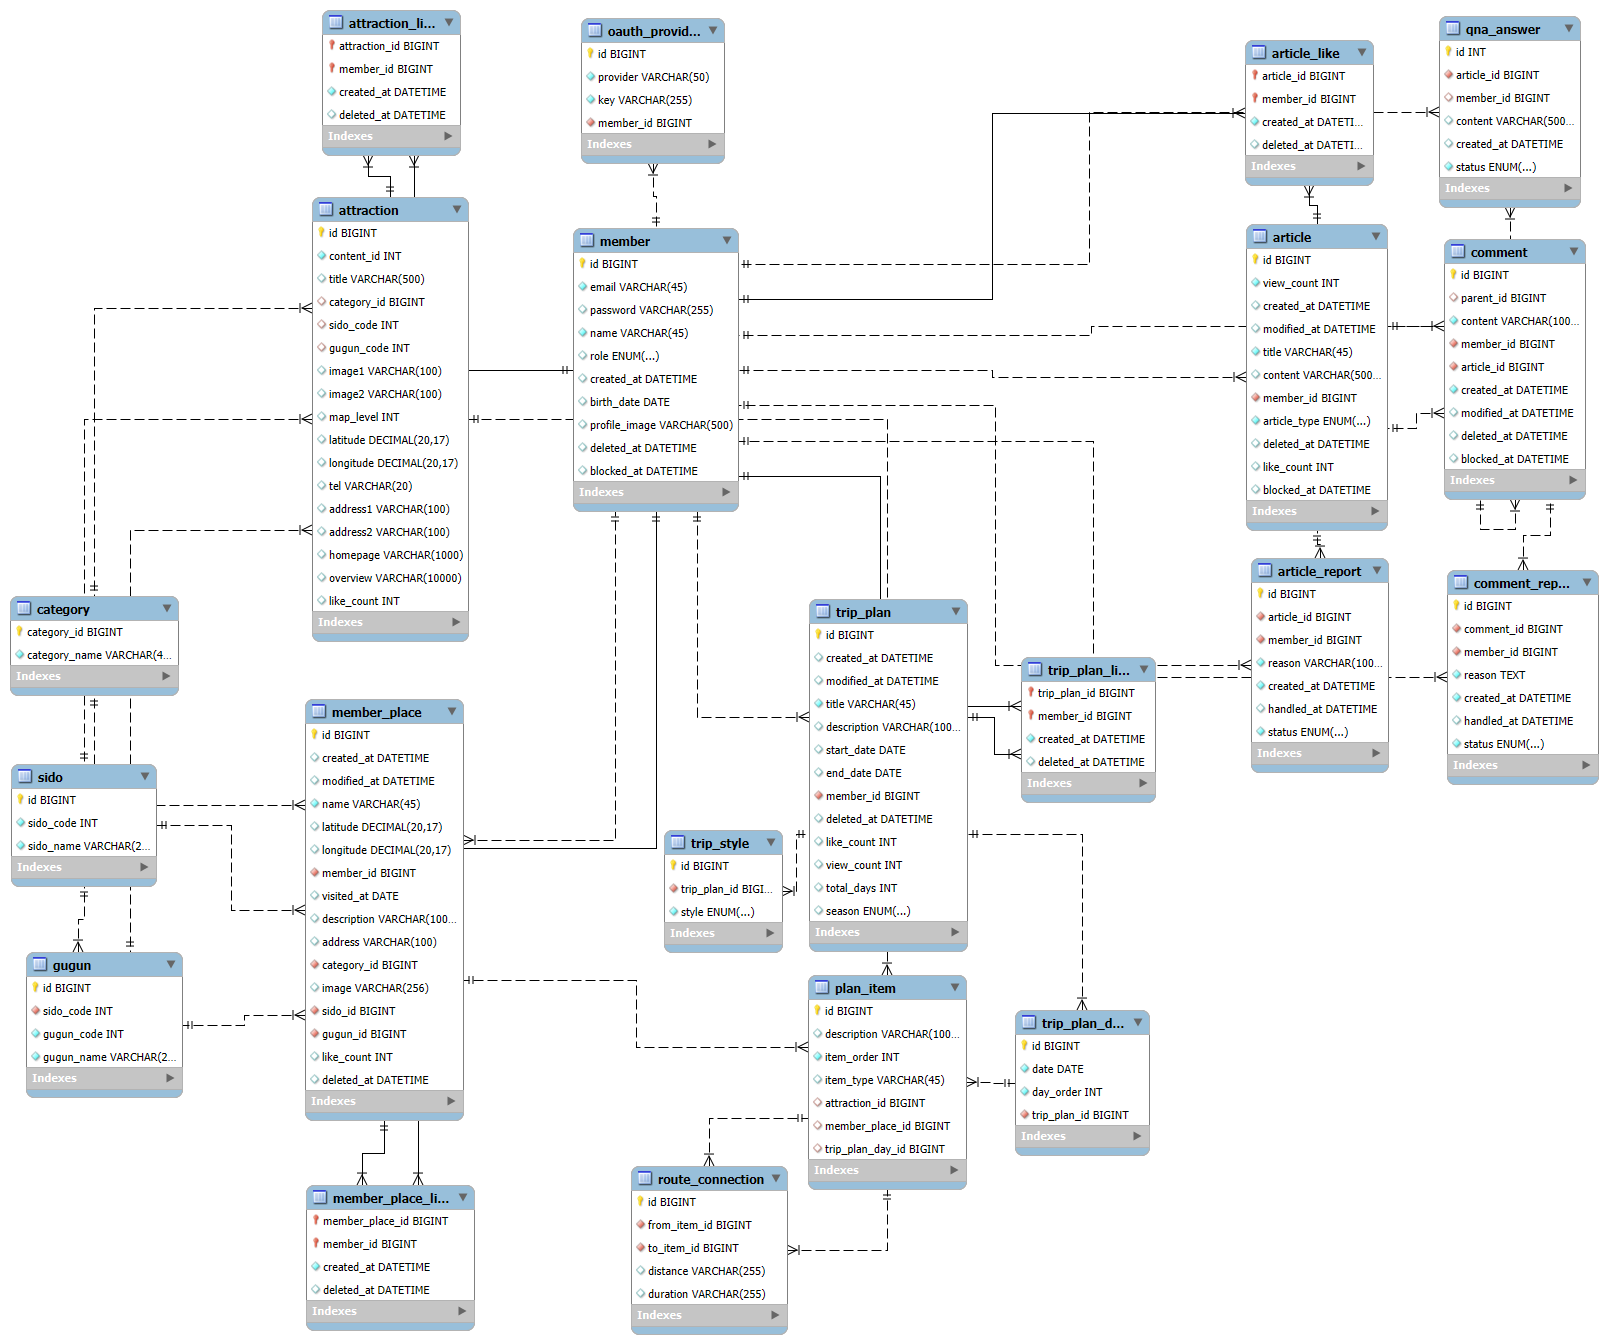 attraction_li...
attraction_id BIGINT
member_id BIGINT
created_at DATETIME
deleted_at DATETIME
Indexes
oauth_provid...
id BIGINT
provider VARCHAR(50)
key VARCHAR(255)
member_id BIGINT
Indexes
article_like
article_id BIGINT
member_id BIGINT
created_at DATETI...
deleted_at DATETI...
Indexes
qna_answer
id INT
article_id BIGINT
member_id BIGINT
content VARCHAR(500...
created_at DATETIME
status ENUM(...)
Indexes
attraction
id BIGINT
content_id INT
title VARCHAR(500)
category_id BIGINT
sido_code INT
gugun_code INT
image1 VARCHAR(100)
image2 VARCHAR(100)
map_level INT
latitude DECIMAL(20,17)
longitude DECIMAL(20,17)
tel VARCHAR(20)
address1 VARCHAR(100)
address2 VARCHAR(100)
homepage VARCHAR(1000)
overview VARCHAR(10000)
like_count INT
Indexes
member
id BIGINT
email VARCHAR(45)
password VARCHAR(255)
name VARCHAR(45)
role ENUM(...)
created_at DATETIME
birth_date DATE
profile_image VARCHAR(500)
deleted_at DATETIME
blocked_at DATETIME
Indexes
article
id BIGINT
view_count INT
created_at DATETIME
modified_at DATETIME
title VARCHAR(45)
content VARCHAR(500...
member_id BIGINT
article_type ENUM(...)
deleted_at DATETIME
like_count INT
blocked_at DATETIME
Indexes
comment
id BIGINT
parent_id BIGINT
content VARCHAR(100...
member_id BIGINT
article_id BIGINT
created_at DATETIME
modified_at DATETIME
deleted_at DATETIME
blocked_at DATETIME
Indexes
category
category_id BIGINT
category_name VARCHAR(4...
Indexes
trip_plan
id BIGINT
created_at DATETIME
modified_at DATETIME
title VARCHAR(45)
description VARCHAR(100...
start_date DATE
end_date DATE
member_id BIGINT
deleted_at DATETIME
like_count INT
view_count INT
total_days INT
season ENUM(...)
Indexes
trip_plan_li...
trip_plan_id BIGINT
member_id BIGINT
created_at DATETIME
deleted_at DATETIME
Indexes
article_report
id BIGINT
article_id BIGINT
member_id BIGINT
reason VARCHAR(100...
created_at DATETIME
handled_at DATETIME
status ENUM(...)
Indexes
comment_rep...
id BIGINT
comment_id BIGINT
member_id BIGINT
reason TEXT
created_at DATETIME
handled_at DATETIME
status ENUM(...)
Indexes
sido
id BIGINT
sido_code INT
sido_name VARCHAR(2...
Indexes
member_place
id BIGINT
created_at DATETIME
modified_at DATETIME
name VARCHAR(45)
latitude DECIMAL(20,17)
longitude DECIMAL(20,17)
member_id BIGINT
visited_at DATE
description VARCHAR(100...
address VARCHAR(100)
category_id BIGINT
image VARCHAR(256)
sido_id BIGINT
gugun_id BIGINT
like_count INT
deleted_at DATETIME
Indexes
trip_style
id BIGINT
trip_plan_id BIGI...
style ENUM(...)
Indexes
gugun
id BIGINT
sido_code INT
gugun_code INT
gugun_name VARCHAR(2...
Indexes
plan_item
id BIGINT
description VARCHAR(100...
item_order INT
item_type VARCHAR(45)
attraction_id BIGINT
member_place_id BIGINT
trip_plan_day_id BIGINT
Indexes
trip_plan_d...
id BIGINT
date DATE
day_order INT
trip_plan_id BIGINT
Indexes
member_place_li...
member_place_id BIGINT
member_id BIGINT
created_at DATETIME
deleted_at DATETIME
Indexes
route_connection
id BIGINT
from_item_id BIGINT
to_item_id BIGINT
distance VARCHAR(255)
duration VARCHAR(255)
Indexes